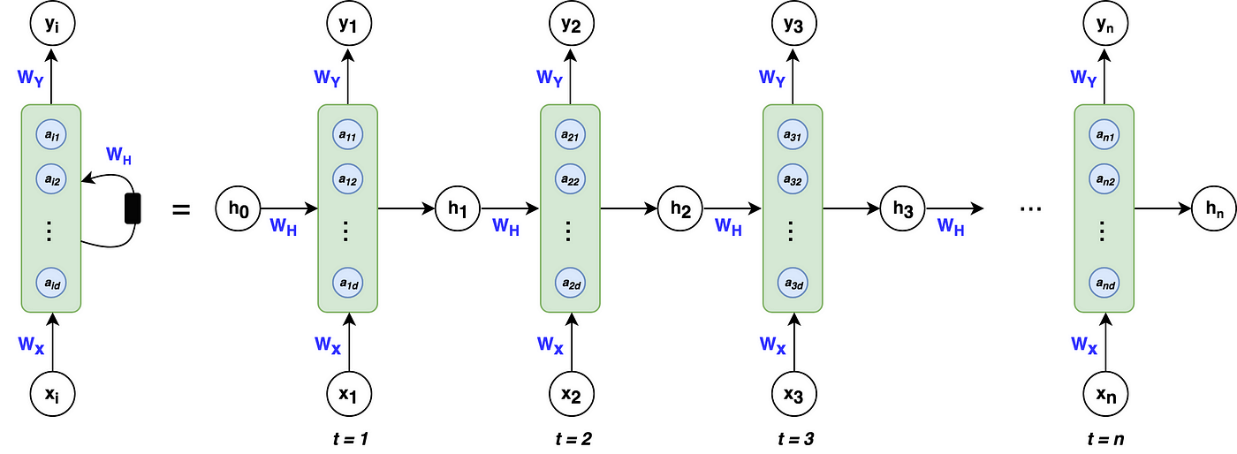 yi y1 y2 y3 yn
WY WY WY WY WY
ai1 a11 a21 a31 an1
WH
ai2 a12 a22 a32 an2
= h0 h1 h2 h3 ... hn
WH WH WH WH
⋮ ⋮ ⋮ ⋮ ⋮
aid a1d a2d a3d and
WX WX WX WX WX
xi x1 x2 x3 xn
t = 1 t = 2 t = 3 t = n